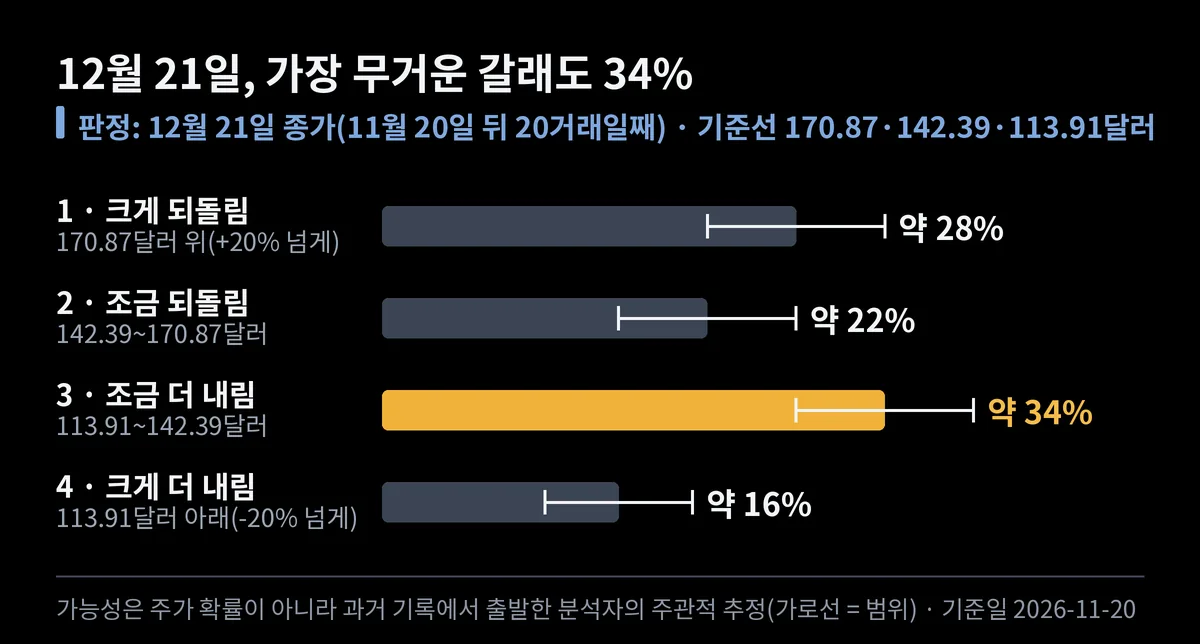 12월 21일, 가장 무거운 갈래도 34%
판정: 12월 21일 종가(11월 20일 뒤 20거래일째) · 기준선 170.87·142.39·113.91달러
1 · 크게 되돌림
170.87달러 위(+20% 넘게)
약 28%
2 · 조금 되돌림
142.39~170.87달러
약 22%
3 · 조금 더 내림
113.91~142.39달러
약 34%
4 · 크게 더 내림
113.91달러 아래(-20% 넘게)
약 16%
가능성은 주가 확률이 아니라 과거 기록에서 출발한 분석자의 주관적 추정(가로선 = 범위) · 기준일 2026-11-20